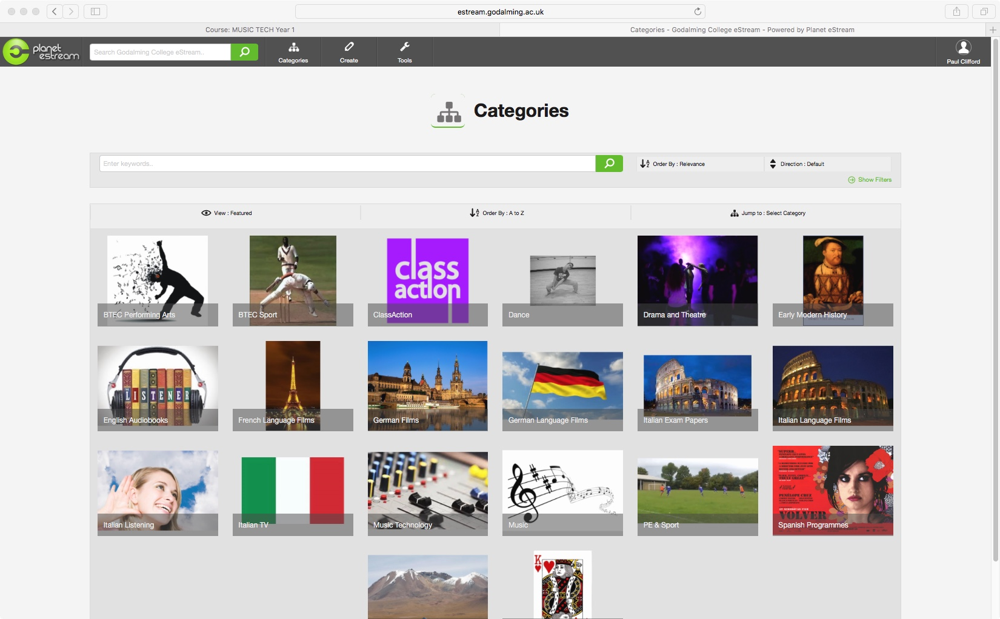 estream.godalming.ac.uk
Course: MUSIC TECH Year 1
Categories - Godalming College eStream - Powered by Planet eStream
planet estream
Search Godalming College eStream..
Categories
Create
Tools
Paul Clifford
Categories
Enter keywords..
Order By : Relevance
Direction : Default
Show Filters
View : Featured
Order By : A to Z
Jump to : Select Category
class
action
BTEC Performing Arts
BTEC Sport
ClassAction
Dance
Drama and Theatre
Early Modern History
LISTENER
English Audiobooks
French Language Films
German Films
German Language Films
Italian Exam Papers
Italian Language Films
PENÉLOPE CRUZ
VOLVER
Italian Listening
Italian TV
Music Technology
Music
PE & Sport
Spanish Programmes
K